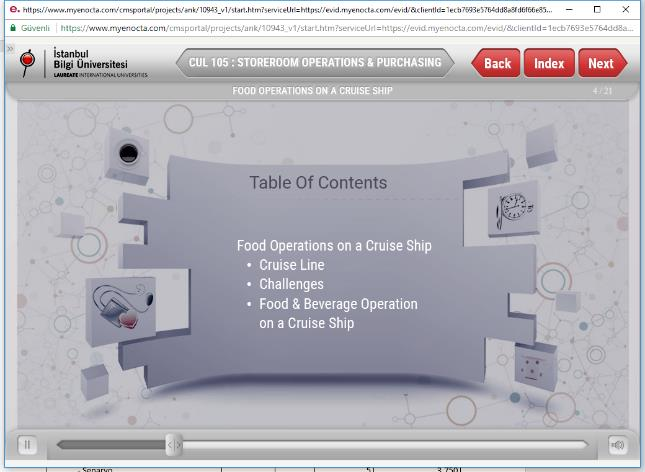 https://www.myenocta.com/cmsportal/projects/ank/10943_v1/start.htm?serviceUrl=https://evid.myenocta.com/evid/&clientId=1ecb7693e5764dd8a8fd6f66e85...
Güvenli https://www.myenocta.com/cmsportal/projects/ank/10943_v1/start.htm?serviceUrl=https://evid.myenocta.com/evid/&clientId=1ecb7693e5764dd8a...
istanbul
Bilgi Üniversitesi
LAUREATE INTERNATIONAL UNIVERSITIES
CUL 105 : STOREROOM OPERATIONS & PURCHASING
Back
Index
Next
FOOD OPERATIONS ON A CRUISE SHIP
4 / 21
Table Of Contents
Food Operations on a Cruise Ship
• Cruise Line
• Challenges
• Food & Beverage Operation
on a Cruise Ship